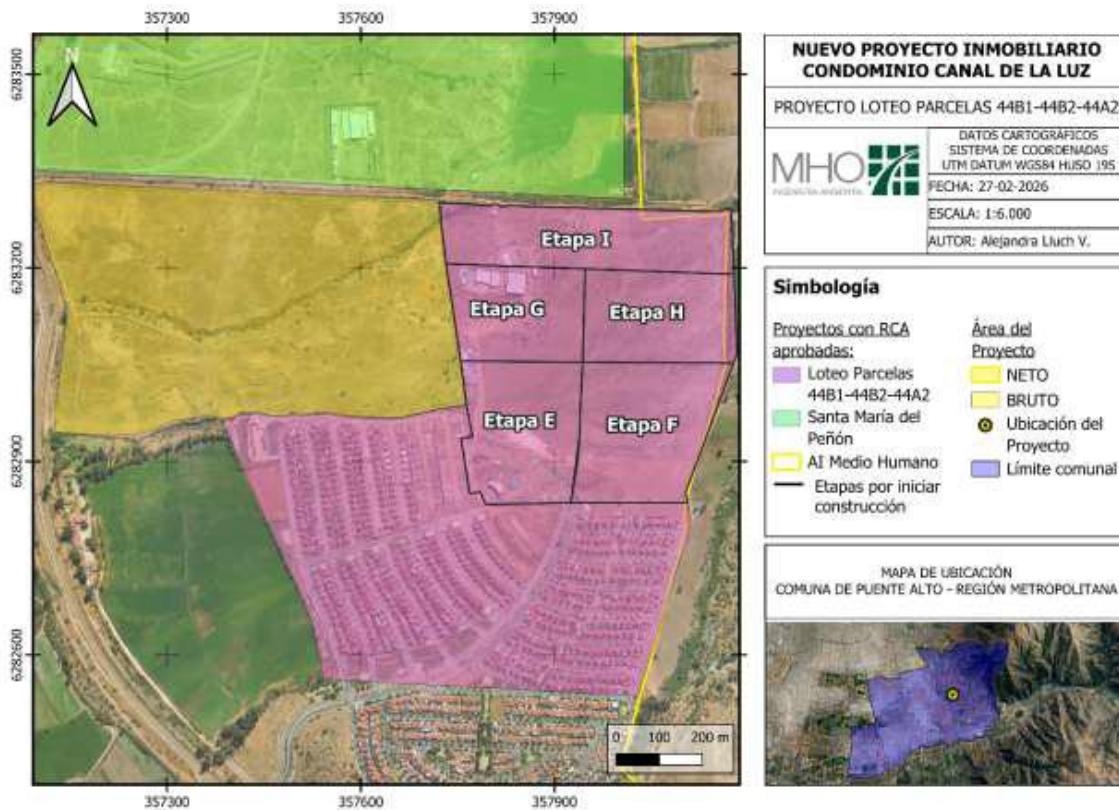 357300
357600
357900
6283500
6283200
6282900
6282600
N
Etapa I
Etapa G
Etapa H
Etapa E
Etapa F
0 100 200 m
357300
357600
357900
NUEVO PROYECTO INMOBILIARIO
CONDOMINIO CANAL DE LA LUZ
PROYECTO LOTEO PARCELAS 44B1-44B2-44A2
MHO
INGENIERÍA AMBIENTAL
DATOS CARTOGRÁFICOS
SISTEMA DE COORDENADAS
UTM DATUM WGS84 HUSO 19S
FECHA: 27-02-2026
ESCALA: 1:6.000
AUTOR: Alejandra Lluch V.
Simbología
Proyectos con RCA
aprobadas:
Loteo Parcelas
44B1-44B2-44A2
Santa María del
Peñón
AI Medio Humano
Etapas por iniciar
construcción
Área del
Proyecto
NETO
BRUTO
Ubicación del
Proyecto
Límite comunal
MAPA DE UBICACIÓN
COMUNA DE PUENTE ALTO - REGIÓN METROPOLITANA